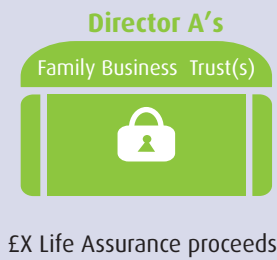 Director A's
Family Business Trust(s)
£X Life Assurance proceeds